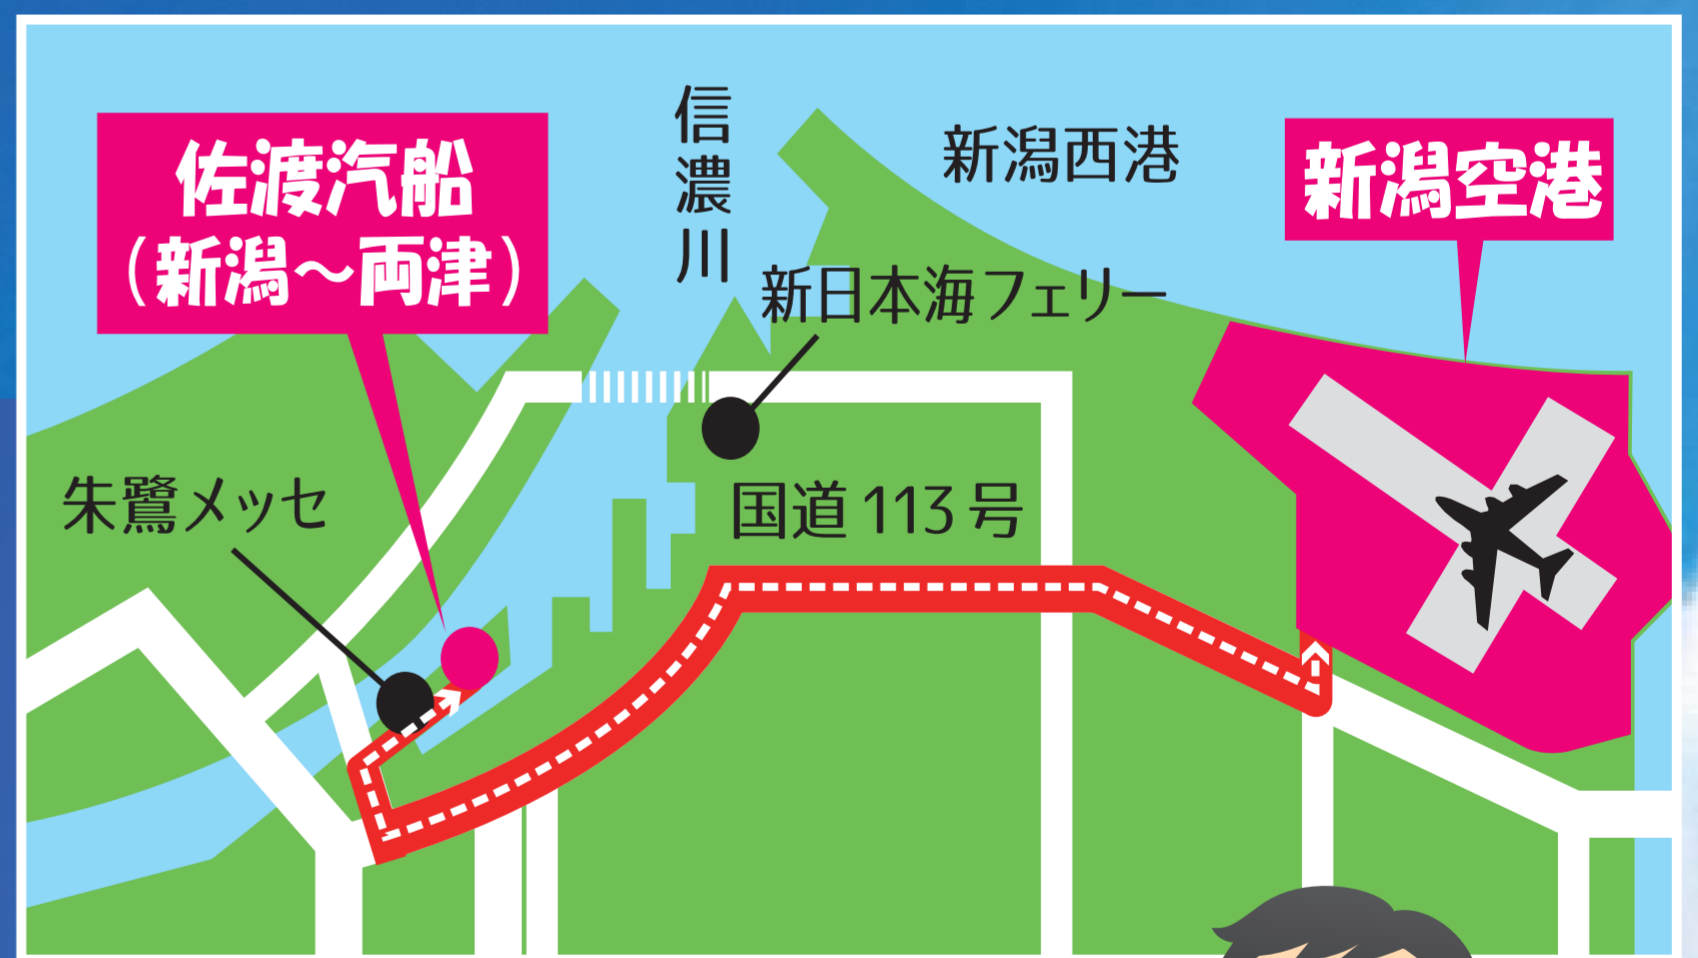 佐渡汽船
（新潟～両津）
信濃川
新潟西港
新潟空港
新日本海フェリー
朱鷺メッセ
国道113号